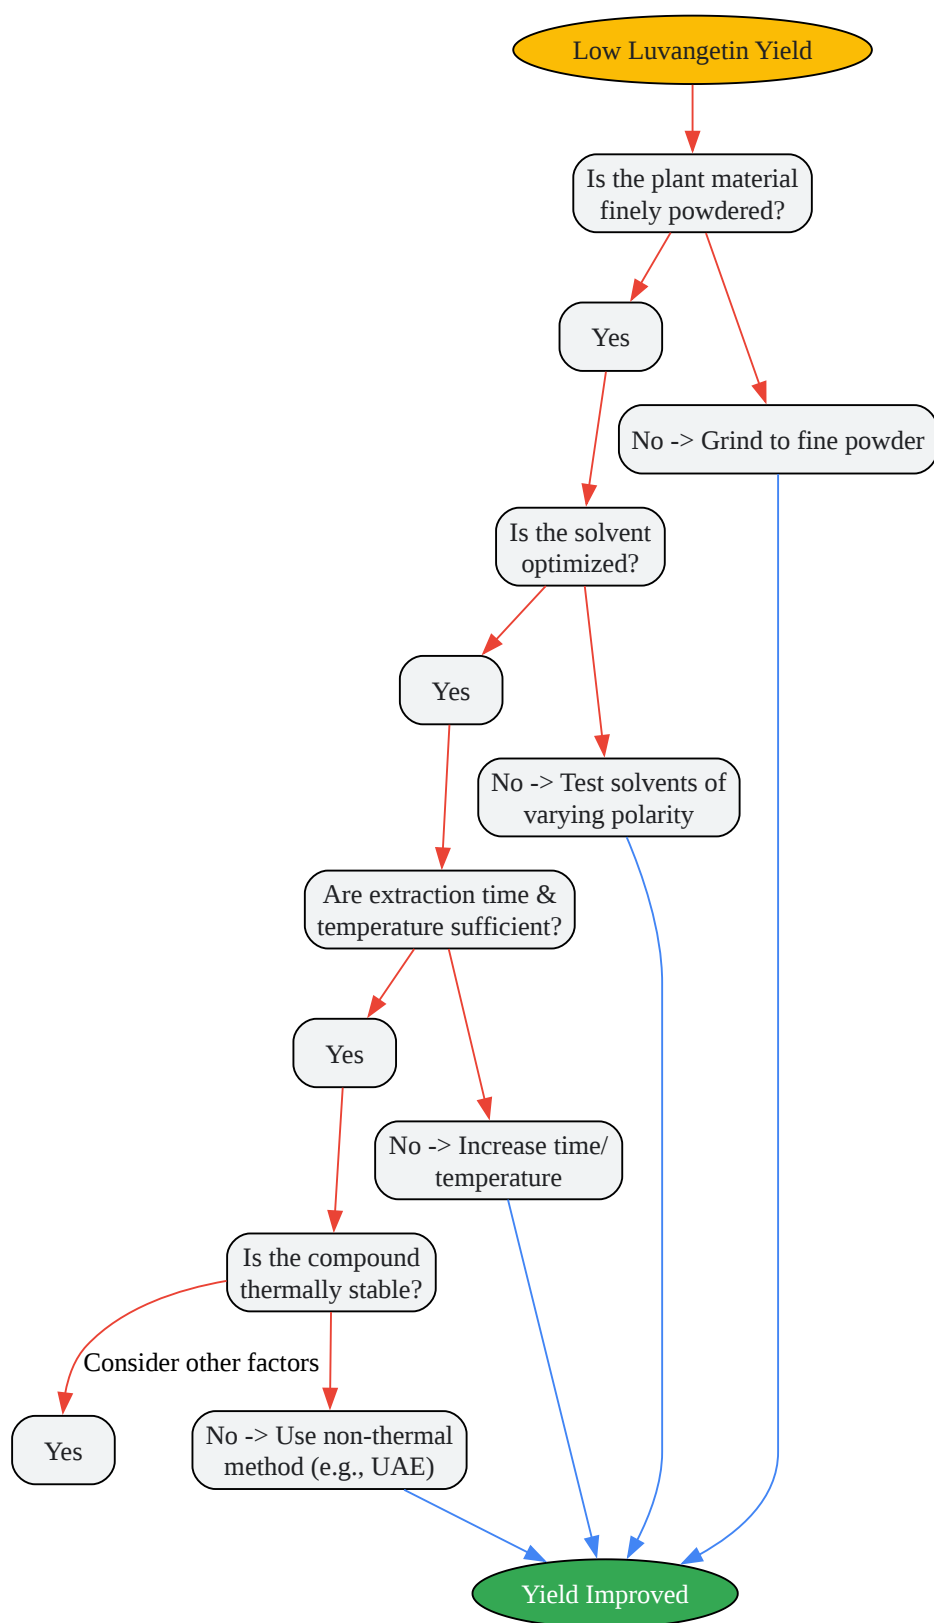 Low Luvangetin Yield
Is the plant material
finely powdered?
Yes
No -> Grind to fine powder
Is the solvent
optimized?
Yes
No -> Test solvents of
varying polarity
Are extraction time &
temperature sufficient?
Yes
No -> Increase time/
temperature
Is the compound
thermally stable?
Consider other factors
Yes
No -> Use non-thermal
method (e.g., UAE)
Yield Improved